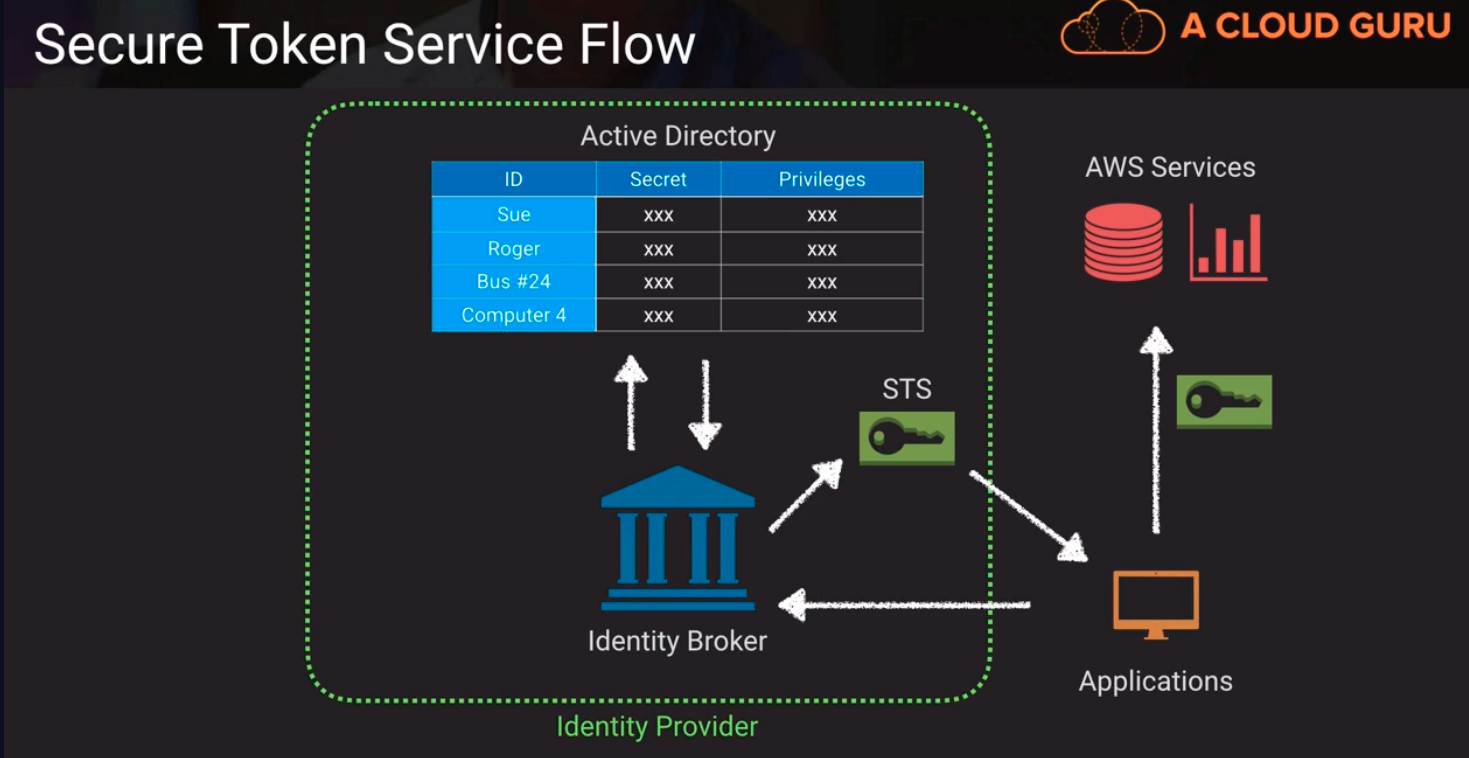 Secure Token Service Flow
A CLOUD GURU
Active Directory
ID Secret Privileges
Sue xxx xxx
Roger xxx xxx
Bus #24 xxx xxx
Computer 4 xxx xxx
AWS Services
STS
Identity Broker
Applications
Identity Provider